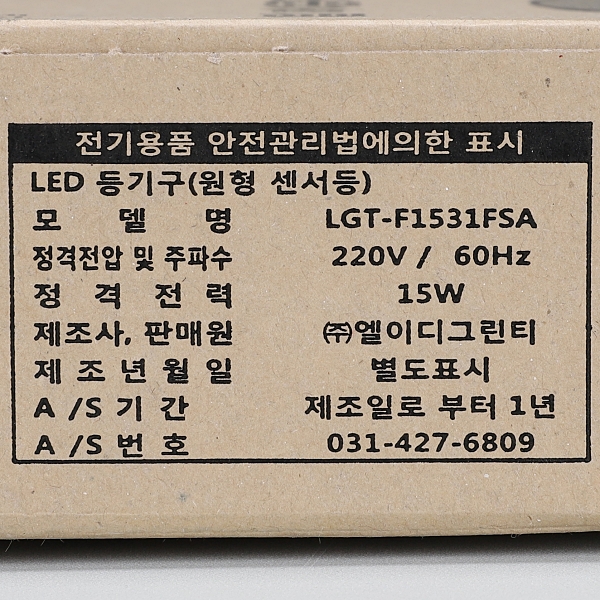 전기용품 안전관리법에의한 표시
LED 등기구(원형 센서등)
모 델 명 LGT-F1531FSA
정격전압 및 주파수 220V / 60Hz
정 격 전 력 15W
제조사, 판매원 ㈜엘이디그린티
제 조 년 월 일 별도표시
A /S 기 간 제조일로 부터 1년
A /S 번 호 031-427-6809